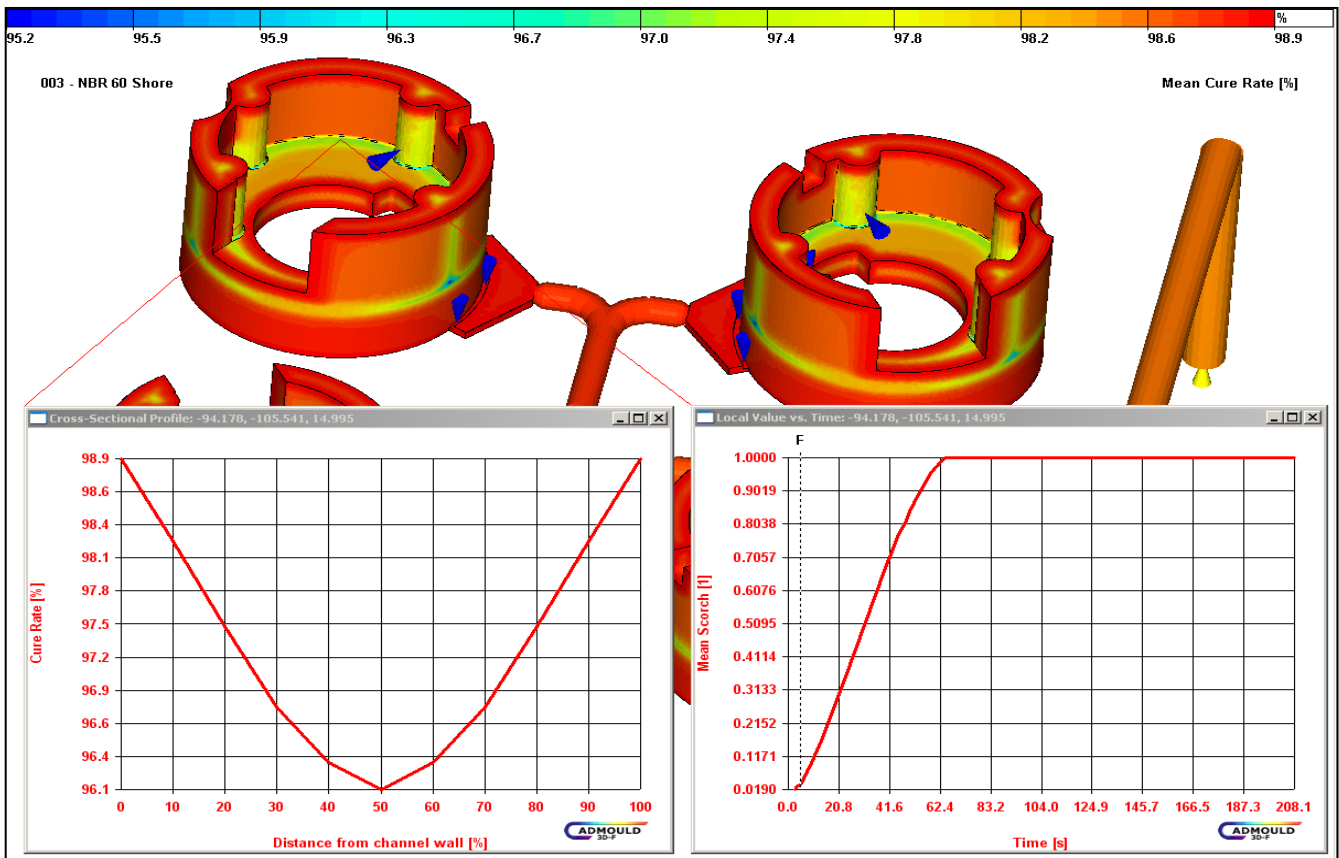 %
95.2 95.5 95.9 96.3 96.7 97.0 97.4 97.8 98.2 98.6 98.9
003 - NBR 60 Shore
Mean Cure Rate [%]
Cross-Sectional Profile: -94.178, -105.541, 14.995
98.9
98.6
98.4
98.1
97.8
97.5
97.2
96.9
96.6
96.4
96.1
Cure Rate [%]
0 10 20 30 40 50 60 70 80 90 100
Distance from channel wall [%]
CADMOULD
3D-F
Local Value vs. Time: -94.178, -105.541, 14.995
F
1.0000
0.9019
0.8038
0.7057
0.6076
0.5095
0.4114
0.3133
0.2152
0.1171
0.0190
Mean Scorch [1]
0.0 20.8 41.6 62.4 83.2 104.0 124.9 145.7 166.5 187.3 208.1
Time [s]
CADMOULD
3D-F